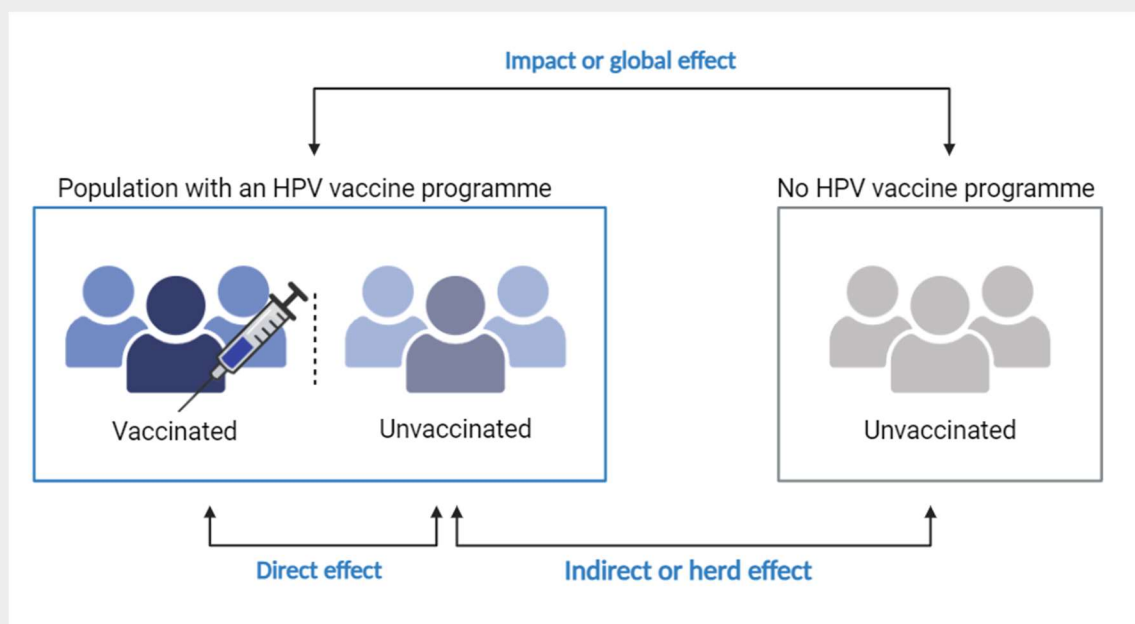 Impact or global effect
Population with an HPV vaccine programme
No HPV vaccine programme
Vaccinated
Unvaccinated
Unvaccinated
Direct effect
Indirect or herd effect